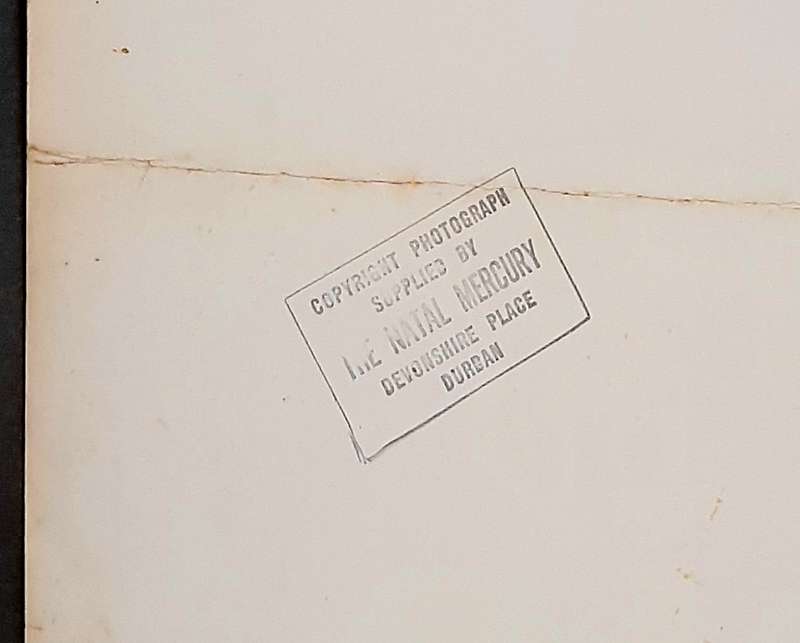 COPYRIGHT PHOTOGRAPH
SUPPLIED BY
THE NATAL MERCURY
DEVONSHIRE PLACE
DURBAN